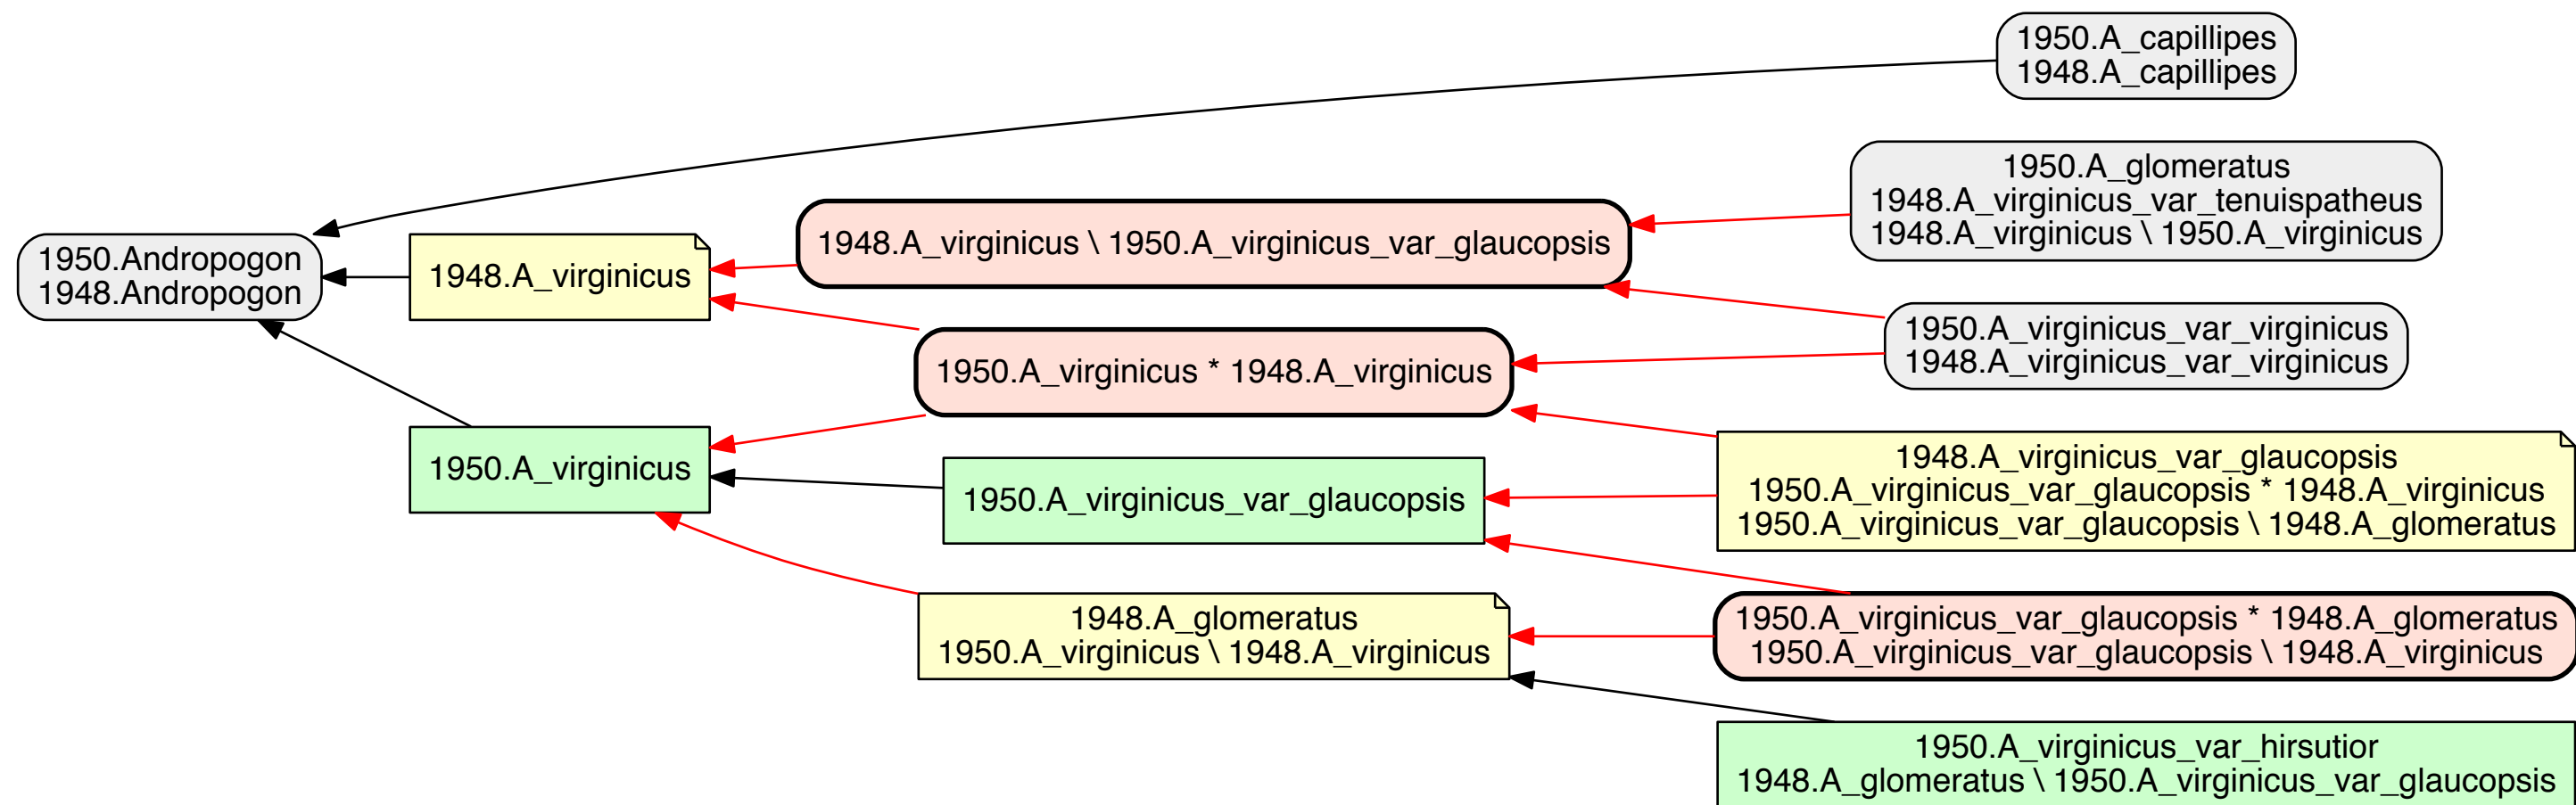 1950.A_capillipes
1948.A_capillipes
1950.A_glomeratus
1948.A_virginicus_var_tenuispatheus
1948.A_virginicus \ 1950.A_virginicus
1948.A_virginicus \ 1950.A_virginicus_var_glaucopsis
1950.Andropogon
1948.Andropogon
1948.A_virginicus
1950.A_virginicus_var_virginicus
1948.A_virginicus_var_virginicus
1950.A_virginicus * 1948.A_virginicus
1950.A_virginicus
1950.A_virginicus_var_glaucopsis
1948.A_virginicus_var_glaucopsis
1950.A_virginicus_var_glaucopsis * 1948.A_virginicus
1950.A_virginicus_var_glaucopsis \ 1948.A_glomeratus
1948.A_glomeratus
1950.A_virginicus \ 1948.A_virginicus
1950.A_virginicus_var_glaucopsis * 1948.A_glomeratus
1950.A_virginicus_var_glaucopsis \ 1948.A_virginicus
1950.A_virginicus_var_hirsutior
1948.A_glomeratus \ 1950.A_virginicus_var_glaucopsis